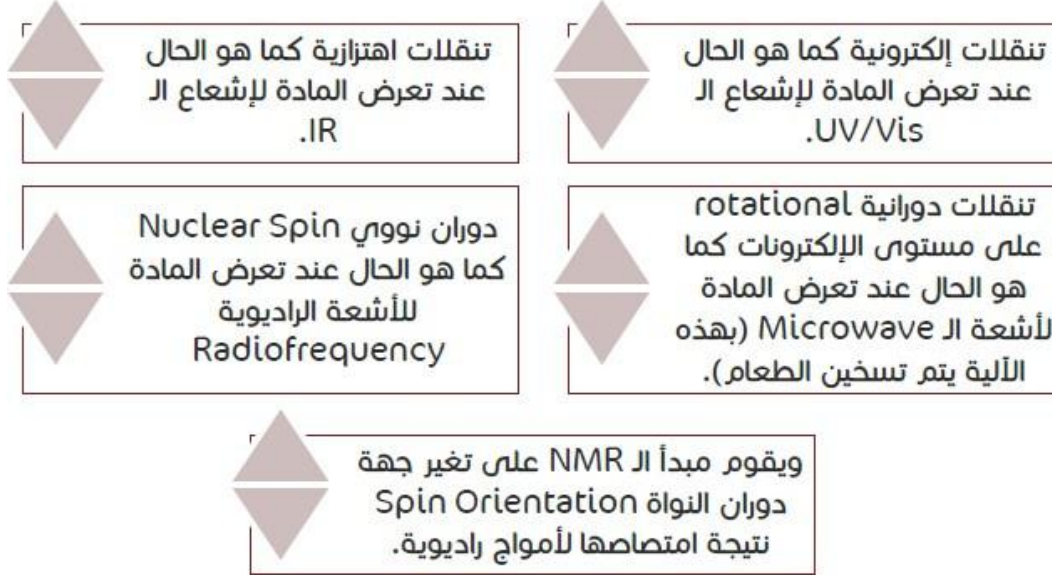 تنقلات إلكترونية كما هو الحال
عند تعرض المادة لإشعاع الـ
UV/Vis.
تنقلات اهتزازية كما هو الحال
عند تعرض المادة لإشعاع الـ
IR.
تنقلات دورانية rotational
على مستوى الإلكترونات كما
هو الحال عند تعرض المادة
لأشعة الـ Microwave (بهذه
الآلية يتم تسخين الطعام).
دوران نووي Nuclear Spin
كما هو الحال عند تعرض المادة
للأشعة الراديوية
Radiofrequency
ويقوم مبدأ الـ NMR على تغير جهة
دوران النواة Spin Orientation
نتيجة امتصاصها لأمواج راديوية.